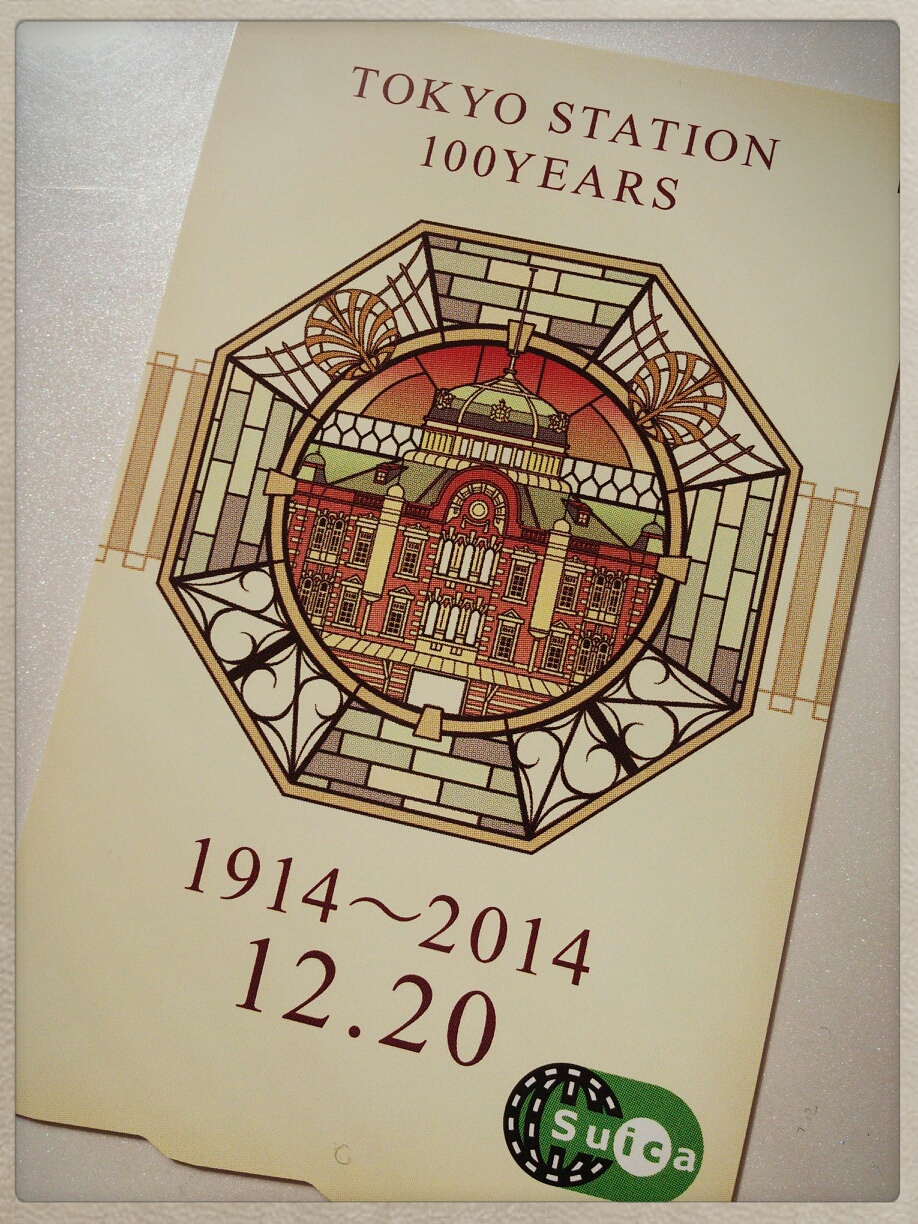 TOKYO STATION
100YEARS
1914～2014
12.20
Suica